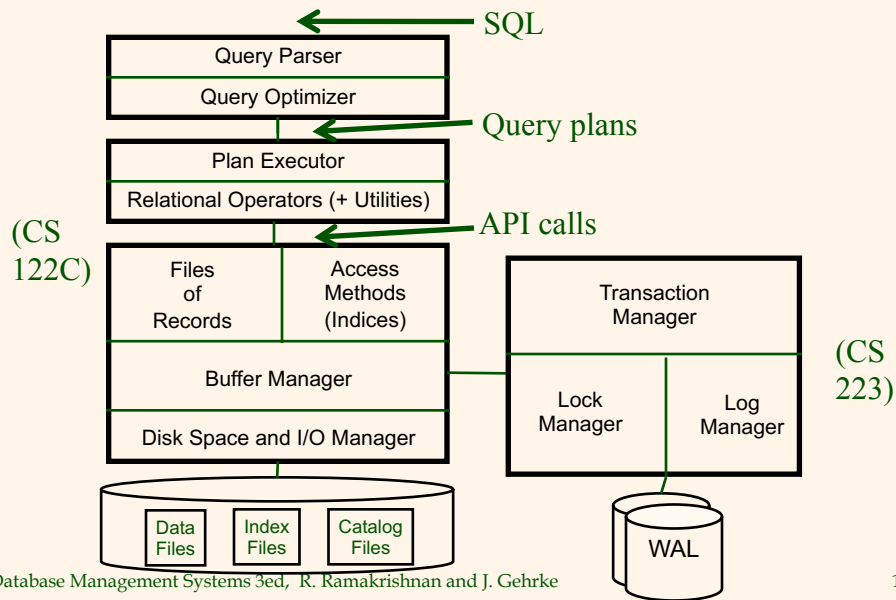 SQL
Query Parser
Query Optimizer
Query plans
Plan Executor
Relational Operators (+ Utilities)
API calls
(CS
122C)
Files
of
Records
Access
Methods
(Indices)
Buffer Manager
Disk Space and I/O Manager
Transaction
Manager
Lock
Manager
Log
Manager
(CS
223)
Data
Files
Index
Files
Catalog
Files
WAL
Database Management Systems 3ed, R. Ramakrishnan and J. Gehrke
1